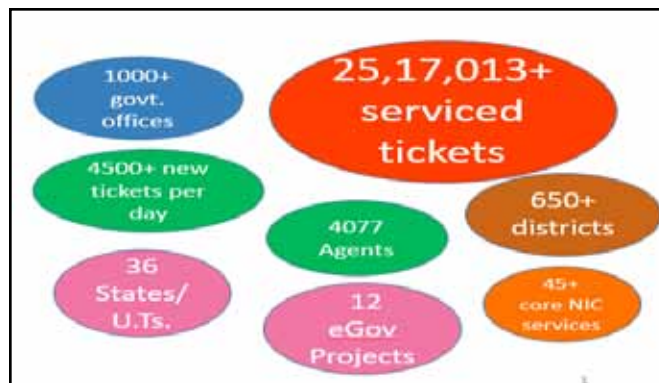 1000+
govt.
offices
25,17,013+
serviced
tickets
4500+ new
tickets per
day
4077
Agents
650+
districts
36
States/
U.Ts.
12
eGov
Projects
45+
core NIC
services